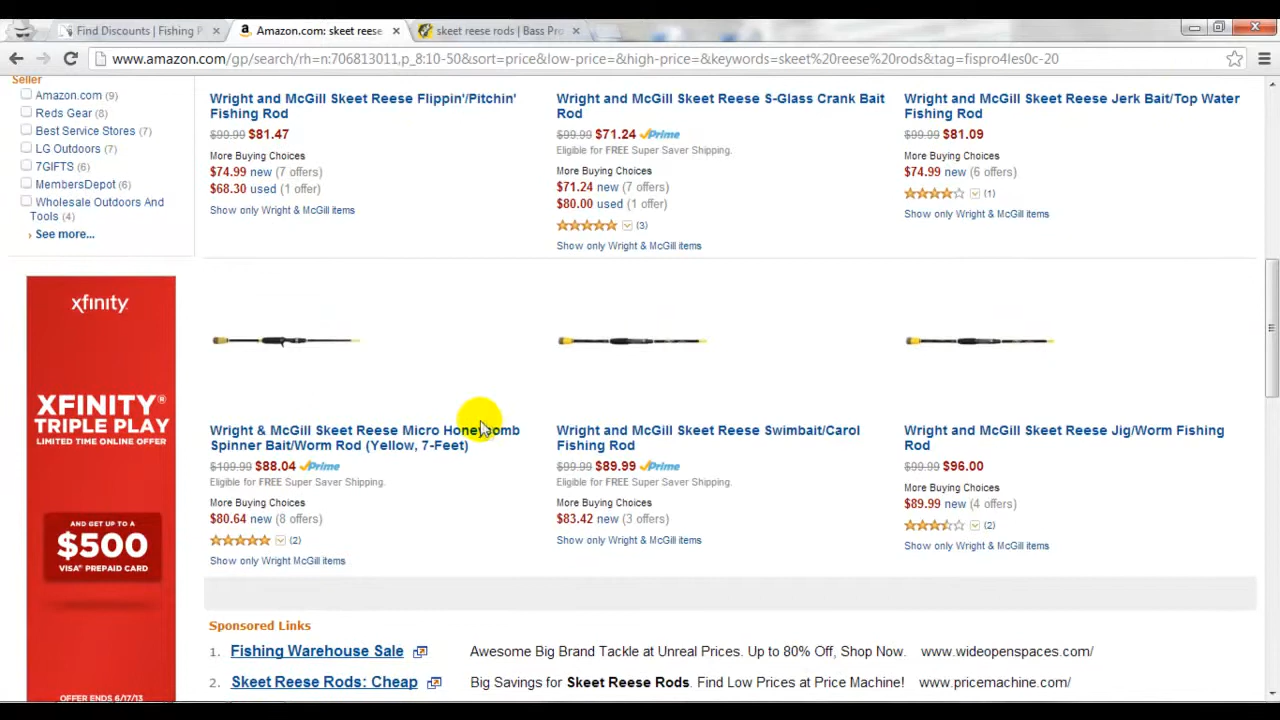 Find Discounts | Fishing P
Amazon.com: skeet reese
skeet reese rods | Bass Pr
www.amazon.com/gp/search/rh=n:706813011,p_8:10-50&sort=price&low-price=&high-price=&keywords=skeet%20reese%20rods&tag=fispro4les0c-20
Seller
Amazon.com (9)
Reds Gear (8)
Best Service Stores (7)
LG Outdoors (7)
7GIFTS (6)
MembersDepot (6)
Wholesale Outdoors And
Tools (4)
› See more...
xfinity
XFINITY®
TRIPLE PLAY
LIMITED TIME ONLINE OFFER
AND GET UP TO A
$500
VISA® PREPAID CARD
OFFER ENDS 6/17/13
Wright and McGill Skeet Reese Flippin'/Pitchin'
Fishing Rod
$99.99 $81.47
More Buying Choices
$74.99 new (7 offers)
$68.30 used (1 offer)
Show only Wright & McGill items
Wright and McGill Skeet Reese S-Glass Crank Bait
Rod
$99.99 $71.24 Prime
Eligible for FREE Super Saver Shipping.
More Buying Choices
$71.24 new (7 offers)
$80.00 used (1 offer)
(3)
Show only Wright & McGill items
Wright and McGill Skeet Reese Jerk Bait/Top Water
Fishing Rod
$99.99 $81.09
More Buying Choices
$74.99 new (6 offers)
(1)
Show only Wright & McGill items
Wright & McGill Skeet Reese Micro Honeycomb
Spinner Bait/Worm Rod (Yellow, 7-Feet)
$109.99 $88.04 Prime
Eligible for FREE Super Saver Shipping.
More Buying Choices
$80.64 new (8 offers)
(2)
Show only Wright McGill items
Wright and McGill Skeet Reese Swimbait/Carol
Fishing Rod
$99.99 $89.99 Prime
Eligible for FREE Super Saver Shipping.
More Buying Choices
$83.42 new (3 offers)
Show only Wright & McGill items
Wright and McGill Skeet Reese Jig/Worm Fishing
Rod
$99.99 $96.00
More Buying Choices
$89.99 new (4 offers)
(2)
Show only Wright & McGill items
Sponsored Links
1. Fishing Warehouse Sale Awesome Big Brand Tackle at Unreal Prices. Up to 80% Off, Shop Now. www.wideopenspaces.com/
2. Skeet Reese Rods: Cheap Big Savings for Skeet Reese Rods. Find Low Prices at Price Machine! www.pricemachine.com/